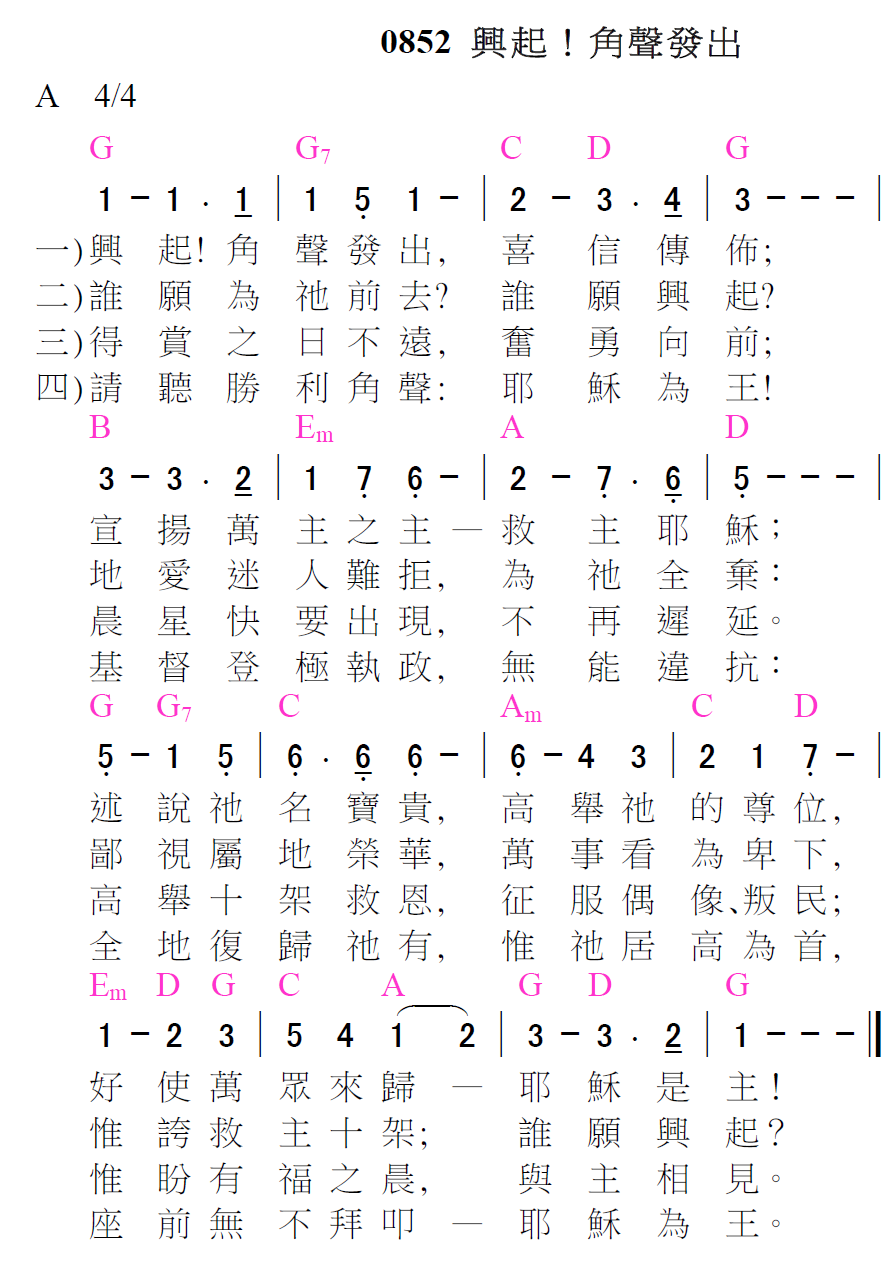 0852 興起！角聲發出
A 4/4
G G7 C D G
1 - 1 . 1 | 1 5 1 - | 2 - 3 . 4 | 3 - - - |
一)興起!角聲發出,喜信傳佈;
二)誰願為祂前去?誰願興起?
三)得賞之日不遠,奮勇向前;
四)請聽勝利角聲:耶穌為王!
B Em A D
3 - 3 . 2 | 1 7 6 - | 2 - 7 . 6 | 5 - - - |
宣揚萬主之主—救主耶穌；
地愛迷人難拒,為祂全棄：
晨星快要出現,不再遲延。
基督登極執政,無能違抗：
G G7 C Am C D
5 - 1 5 | 6 . 6 6 - | 6 - 4 3 | 2 1 7 - |
述說祂名寶貴,高舉祂的尊位,
鄙視屬地榮華,萬事看為卑下,
高舉十架救恩,征服偶像、叛民;
全地復歸祂有,惟祂居高為首,
Em D G C A G D G
1 - 2 3 | 5 4 1 2 | 3 - 3 . 2 | 1 - - - ||
好使萬眾來歸—耶穌是主！
惟誇救主十架;誰願興起？
惟盼有福之晨,與主相見。
座前無不拜叩—耶穌為王。